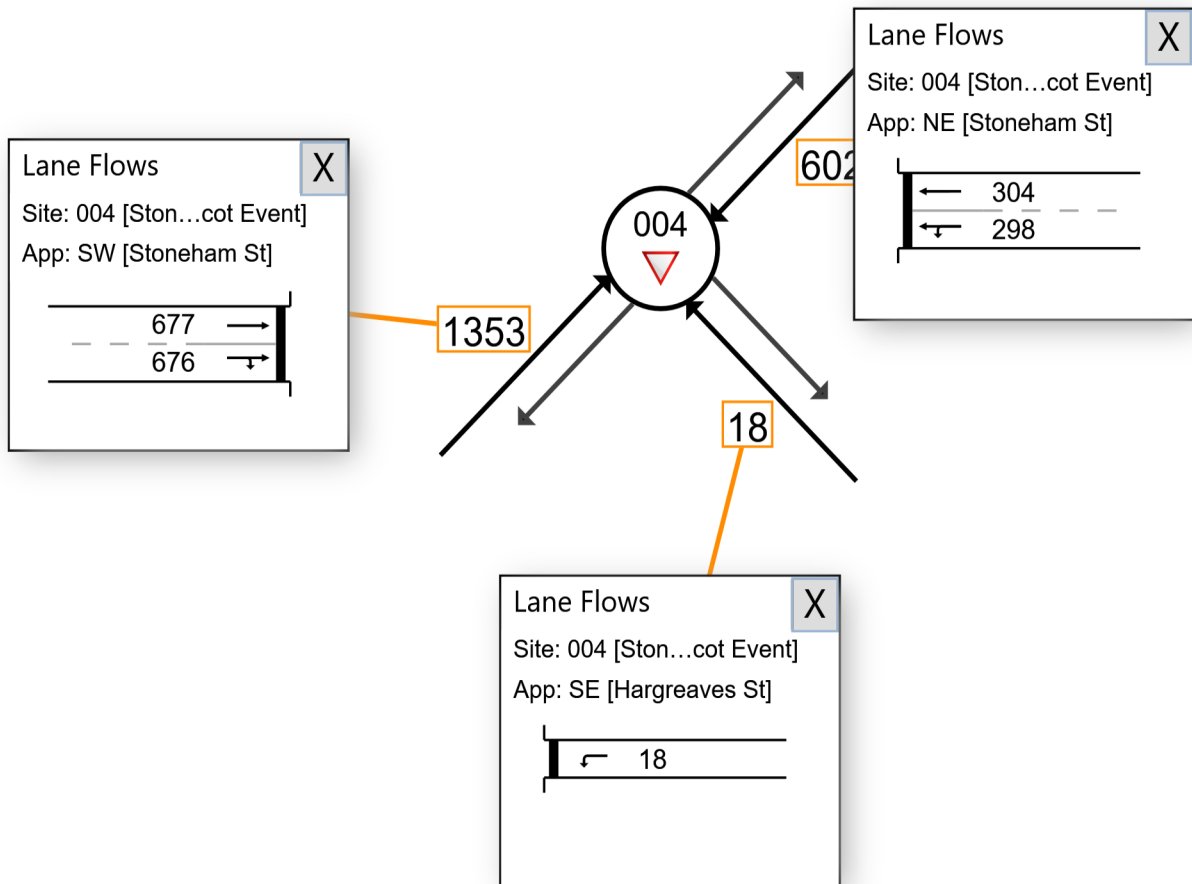 Lane Flows
X
Site: 004 [Ston…cot Event]
App: NE [Stoneham St]
304
298
602
004
Lane Flows
X
Site: 004 [Ston…cot Event]
App: SW [Stoneham St]
677
676
1353
18
Lane Flows
X
Site: 004 [Ston…cot Event]
App: SE [Hargreaves St]
18